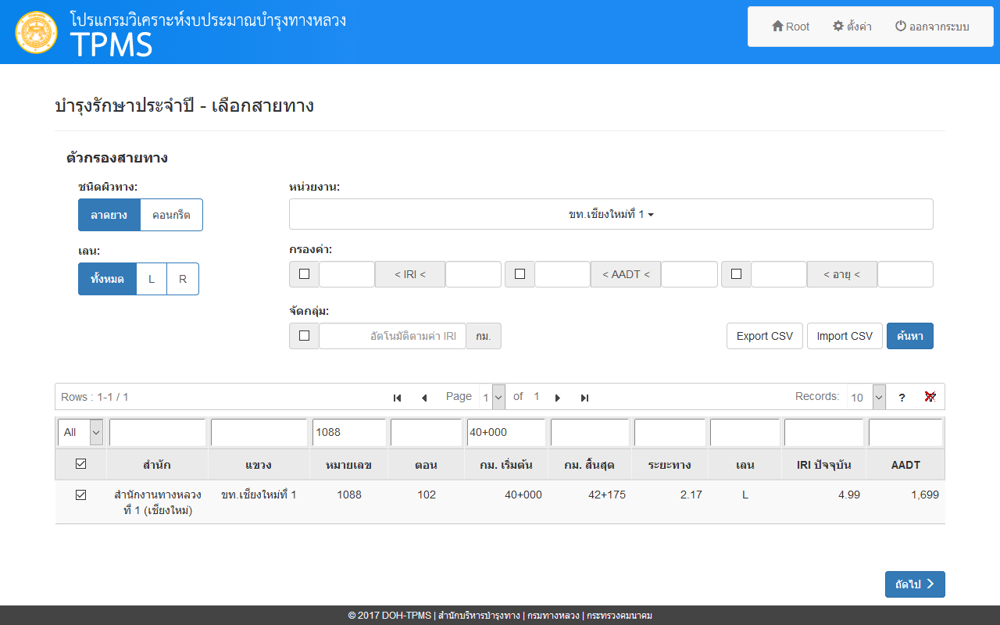 โปรแกรมวิเคราะห์งบประมาณบำรุงทางหลวง
TPMS
Root ตั้งค่า ออกจากระบบ
บำรุงรักษาประจำปี - เลือกสายทาง
ตัวกรองสายทาง
ชนิดผิวทาง:
ลาดยาง คอนกรีต
เลน:
ทั้งหมด L R
หน่วยงาน:
ขท.เชียงใหม่ที่ 1
กรองค่า:
< IRI < < AADT < < อายุ <
จัดกลุ่ม:
อัตโนมัติตามค่า IRI กม.
Export CSV Import CSV ค้นหา
Rows : 1-1 / 1 Page 1 of 1 Records: 10 ?
All 1088 40+000
สำนัก แขวง หมายเลข ตอน กม. เริ่มต้น กม. สิ้นสุด ระยะทาง เลน IRI ปัจจุบัน AADT
สำนักงานทางหลวง ขท.เชียงใหม่ที่ 1 1088 102 40+000 42+175 2.17 L 4.99 1,699
ที่ 1 (เชียงใหม่)
ถัดไป
© 2017 DOH-TPMS | สำนักบริหารบำรุงทาง | กรมทางหลวง | กระทรวงคมนาคม